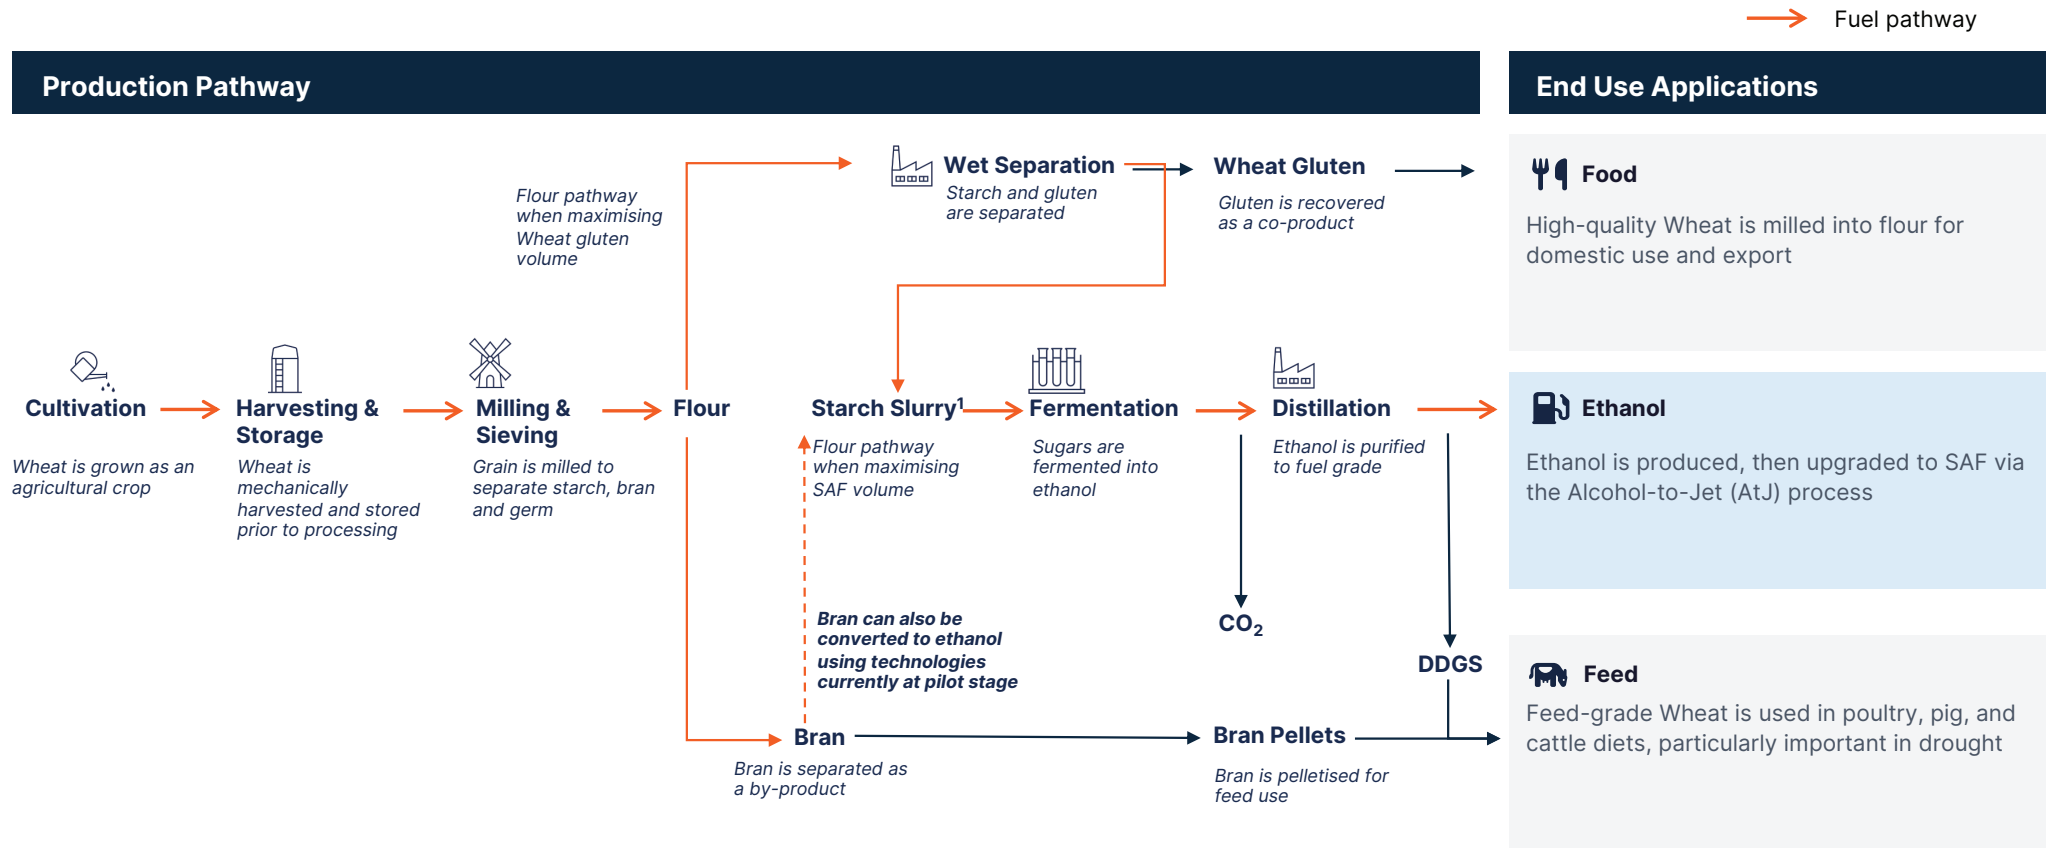 Fuel pathway
Production Pathway
End Use Applications
Flour pathway
when maximising
Wheat gluten
volume
Wet Separation
Starch and gluten
are separated
Wheat Gluten
Gluten is recovered
as a co-product
Food
High-quality Wheat is milled into flour for
domestic use and export
Cultivation
Wheat is grown as an
agricultural crop
Harvesting &
Storage
Wheat is
mechanically
harvested and stored
prior to processing
Milling &
Sieving
Grain is milled to
separate starch, bran
and germ
Flour
Starch Slurry¹
Flour pathway
when maximising
SAF volume
Fermentation
Sugars are
fermented into
ethanol
Distillation
Ethanol is purified
to fuel grade
Ethanol
Ethanol is produced, then upgraded to SAF via
the Alcohol-to-Jet (AtJ) process
Bran can also be
converted to ethanol
using technologies
currently at pilot stage
CO₂
DDGS
Bran
Bran is separated as
a by-product
Bran Pellets
Bran is pelletised for
feed use
Feed
Feed-grade Wheat is used in poultry, pig, and
cattle diets, particularly important in drought